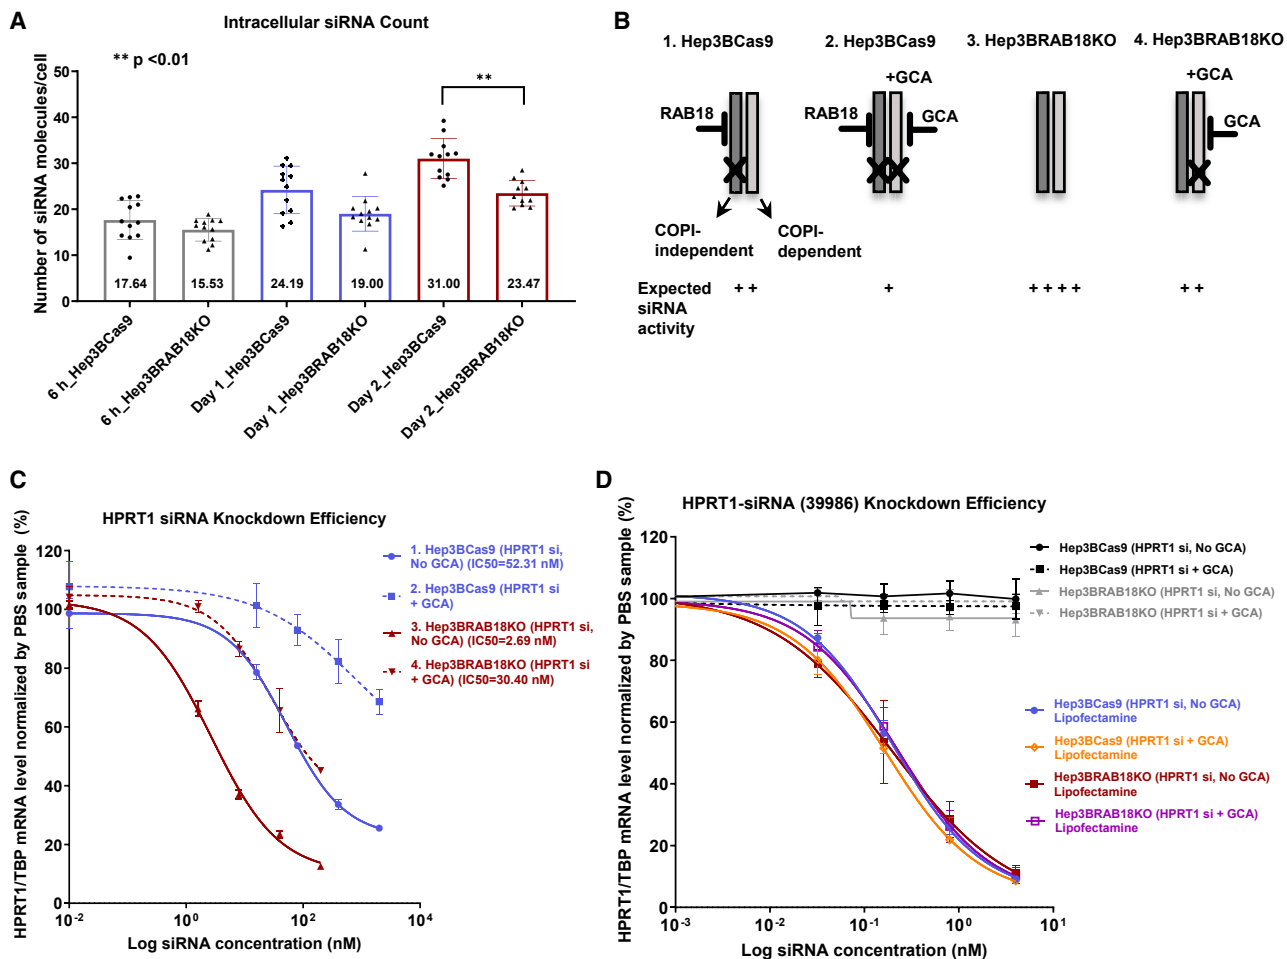 A
Intracellular siRNA Count
** p <0.01
**
Number of siRNA molecules/cell
50
40
30
20
10
0
17.64
15.53
24.19
19.00
31.00
23.47
6 h_Hep3BCas9
6 h_Hep3BRAB18KO
Day 1_Hep3BCas9
Day 1_Hep3BRAB18KO
Day 2_Hep3BCas9
Day 2_Hep3BRAB18KO
B
1. Hep3BCas9
2. Hep3BCas9
+GCA
3. Hep3BRAB18KO
4. Hep3BRAB18KO
+GCA
RAB18
RAB18
GCA
GCA
COPI-
independent
COPI-
dependent
Expected
siRNA
activity
++
+
++++
++
C
HPRT1 siRNA Knockdown Efficiency
HPRT1/TBP mRNA level normalized by PBS sample (%)
120
100
80
60
40
20
0
10-2
100
102
104
Log siRNA concentration (nM)
1. Hep3BCas9 (HPRT1 si,
No GCA) (IC50=52.31 nM)
2. Hep3BCas9 (HPRT1 si
+ GCA)
3. Hep3BRAB18KO (HPRT1 si,
No GCA) (IC50=2.69 nM)
4. Hep3BRAB18KO (HPRT1 si
+ GCA) (IC50=30.40 nM)
D
HPRT1-siRNA (39986) Knockdown Efficiency
HPRT1/TBP mRNA level normalized by PBS sample (%)
120
100
80
60
40
20
0
10-3
10-2
10-1
100
101
Log siRNA concentration (nM)
Hep3BCas9 (HPRT1 si, No GCA)
Hep3BCas9 (HPRT1 si + GCA)
Hep3BRAB18KO (HPRT1 si, No GCA)
Hep3BRAB18KO (HPRT1 si + GCA)
Hep3BCas9 (HPRT1 si, No GCA)
Lipofectamine
Hep3BCas9 (HPRT1 si + GCA)
Lipofectamine
Hep3BRAB18KO (HPRT1 si, No GCA)
Lipofectamine
Hep3BRAB18KO (HPRT1 si + GCA)
Lipofectamine